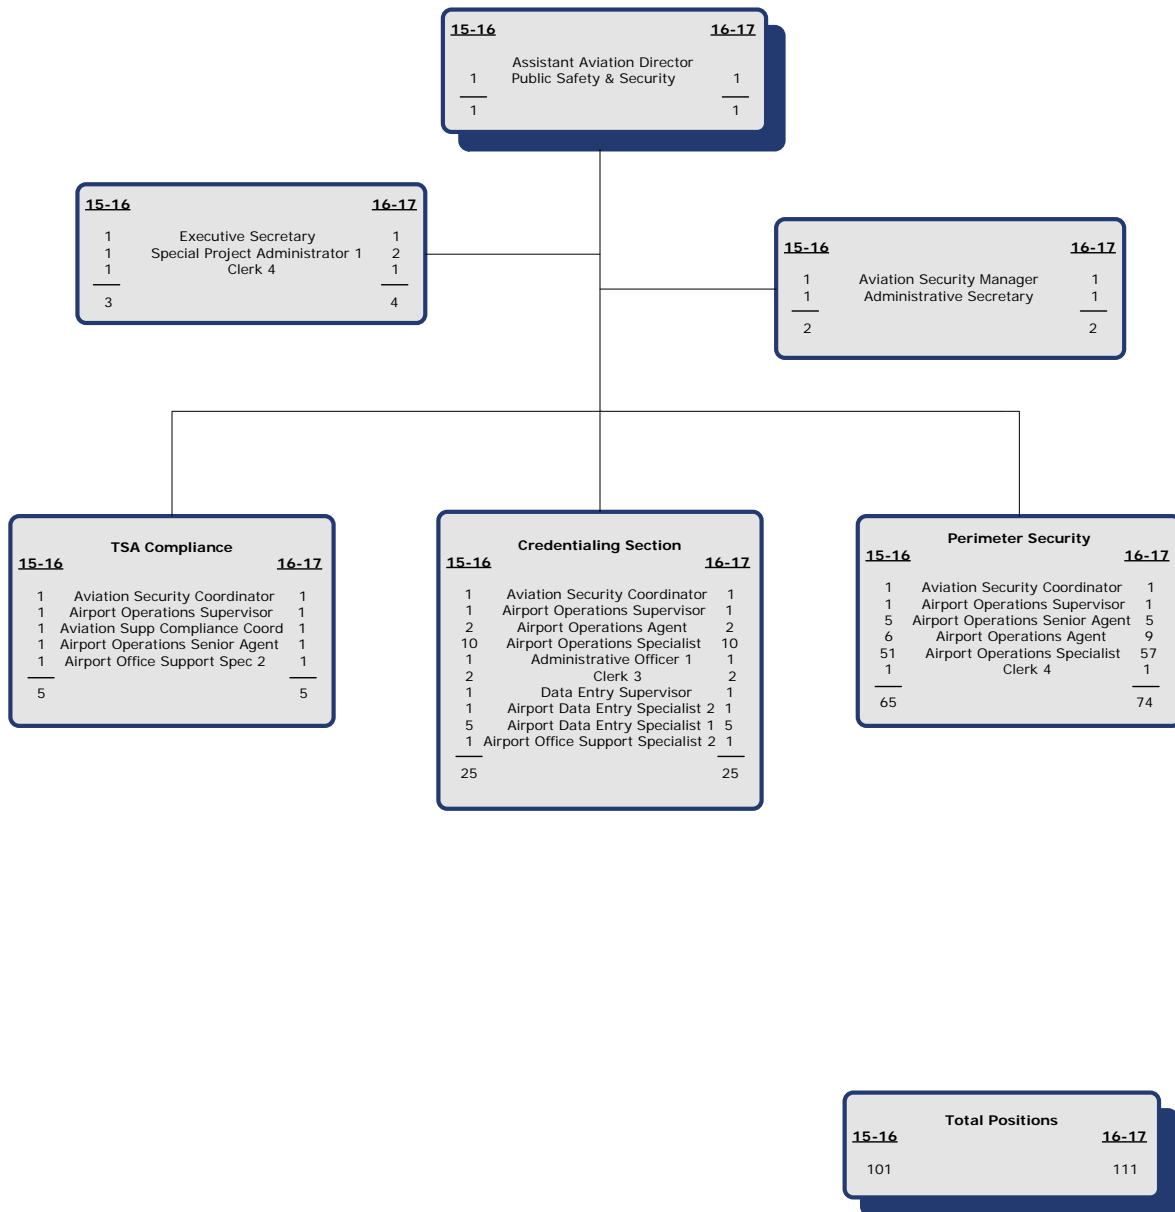 15-16 16-17
Assistant Aviation Director
1 Public Safety & Security 1
1 1
15-16 16-17
1 Executive Secretary 1
1 Special Project Administrator 1 2
1 Clerk 4 1
3 4
15-16 16-17
1 Aviation Security Manager 1
1 Administrative Secretary 1
2 2
TSA Compliance
15-16 16-17
1 Aviation Security Coordinator 1
1 Airport Operations Supervisor 1
1 Aviation Supp Compliance Coord 1
1 Airport Operations Senior Agent 1
1 Airport Office Support Spec 2 1
5 5
Credentialing Section
15-16 16-17
1 Aviation Security Coordinator 1
1 Airport Operations Supervisor 1
2 Airport Operations Agent 2
10 Airport Operations Specialist 10
1 Administrative Officer 1 1
2 Clerk 3 2
1 Data Entry Supervisor 1
1 Airport Data Entry Specialist 2 1
5 Airport Data Entry Specialist 1 5
1 Airport Office Support Specialist 2 1
25 25
Perimeter Security
15-16 16-17
1 Aviation Security Coordinator 1
1 Airport Operations Supervisor 1
5 Airport Operations Senior Agent 5
6 Airport Operations Agent 9
51 Airport Operations Specialist 57
1 Clerk 4 1
65 74
Total Positions
15-16 16-17
101 111